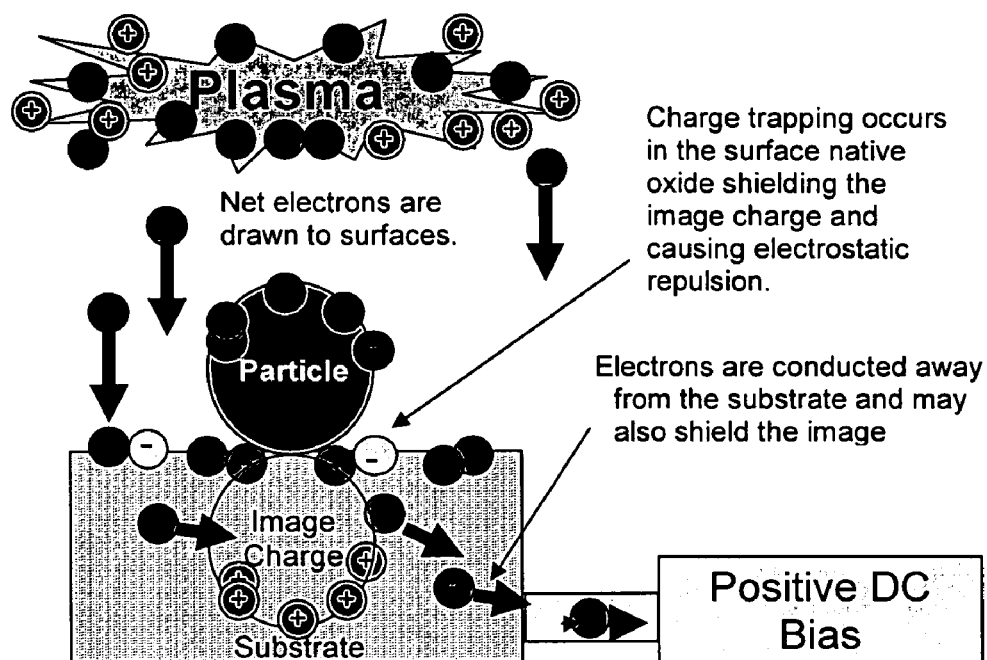 Plasma
Charge trapping occurs
in the surface native
oxide shielding the
image charge and
causing electrostatic
repulsion.
Net electrons are
drawn to surfaces.
Particle
Electrons are conducted away
from the substrate and may
also shield the image
Image
Charge
Substrate
Positive DC
Bias